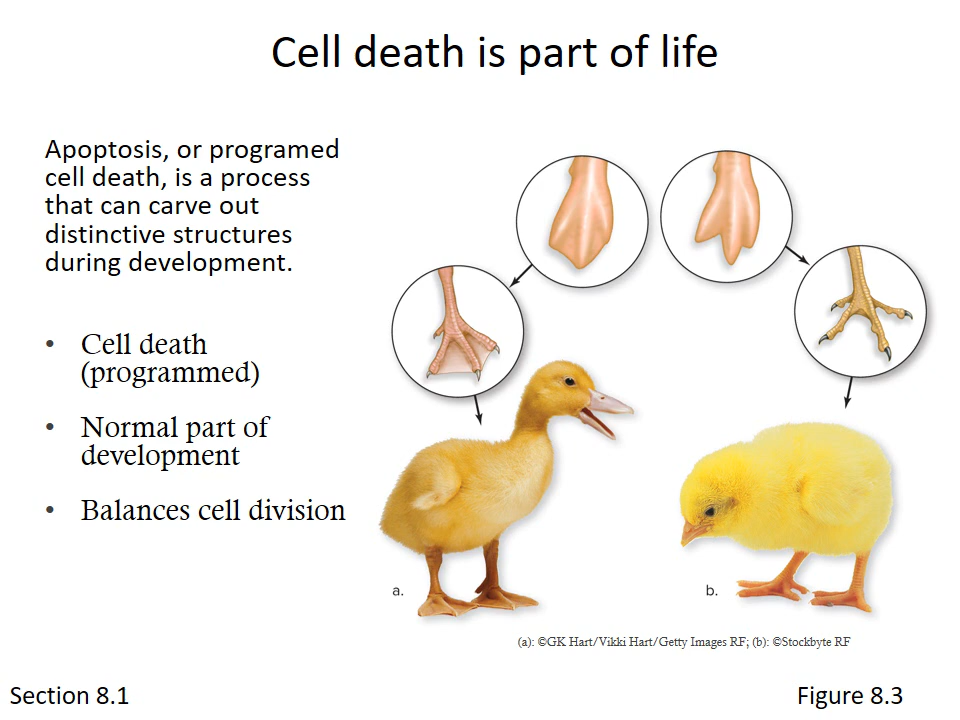 Cell death is part of life
Apoptosis, or programed
cell death, is a process
that can carve out
distinctive structures
during development.
• Cell death
(programmed)
• Normal part of
development
• Balances cell division
a.
b.
(a): ©GK Hart/Vikki Hart/Getty Images RF; (b): ©Stockbyte RF
Section 8.1
Figure 8.3